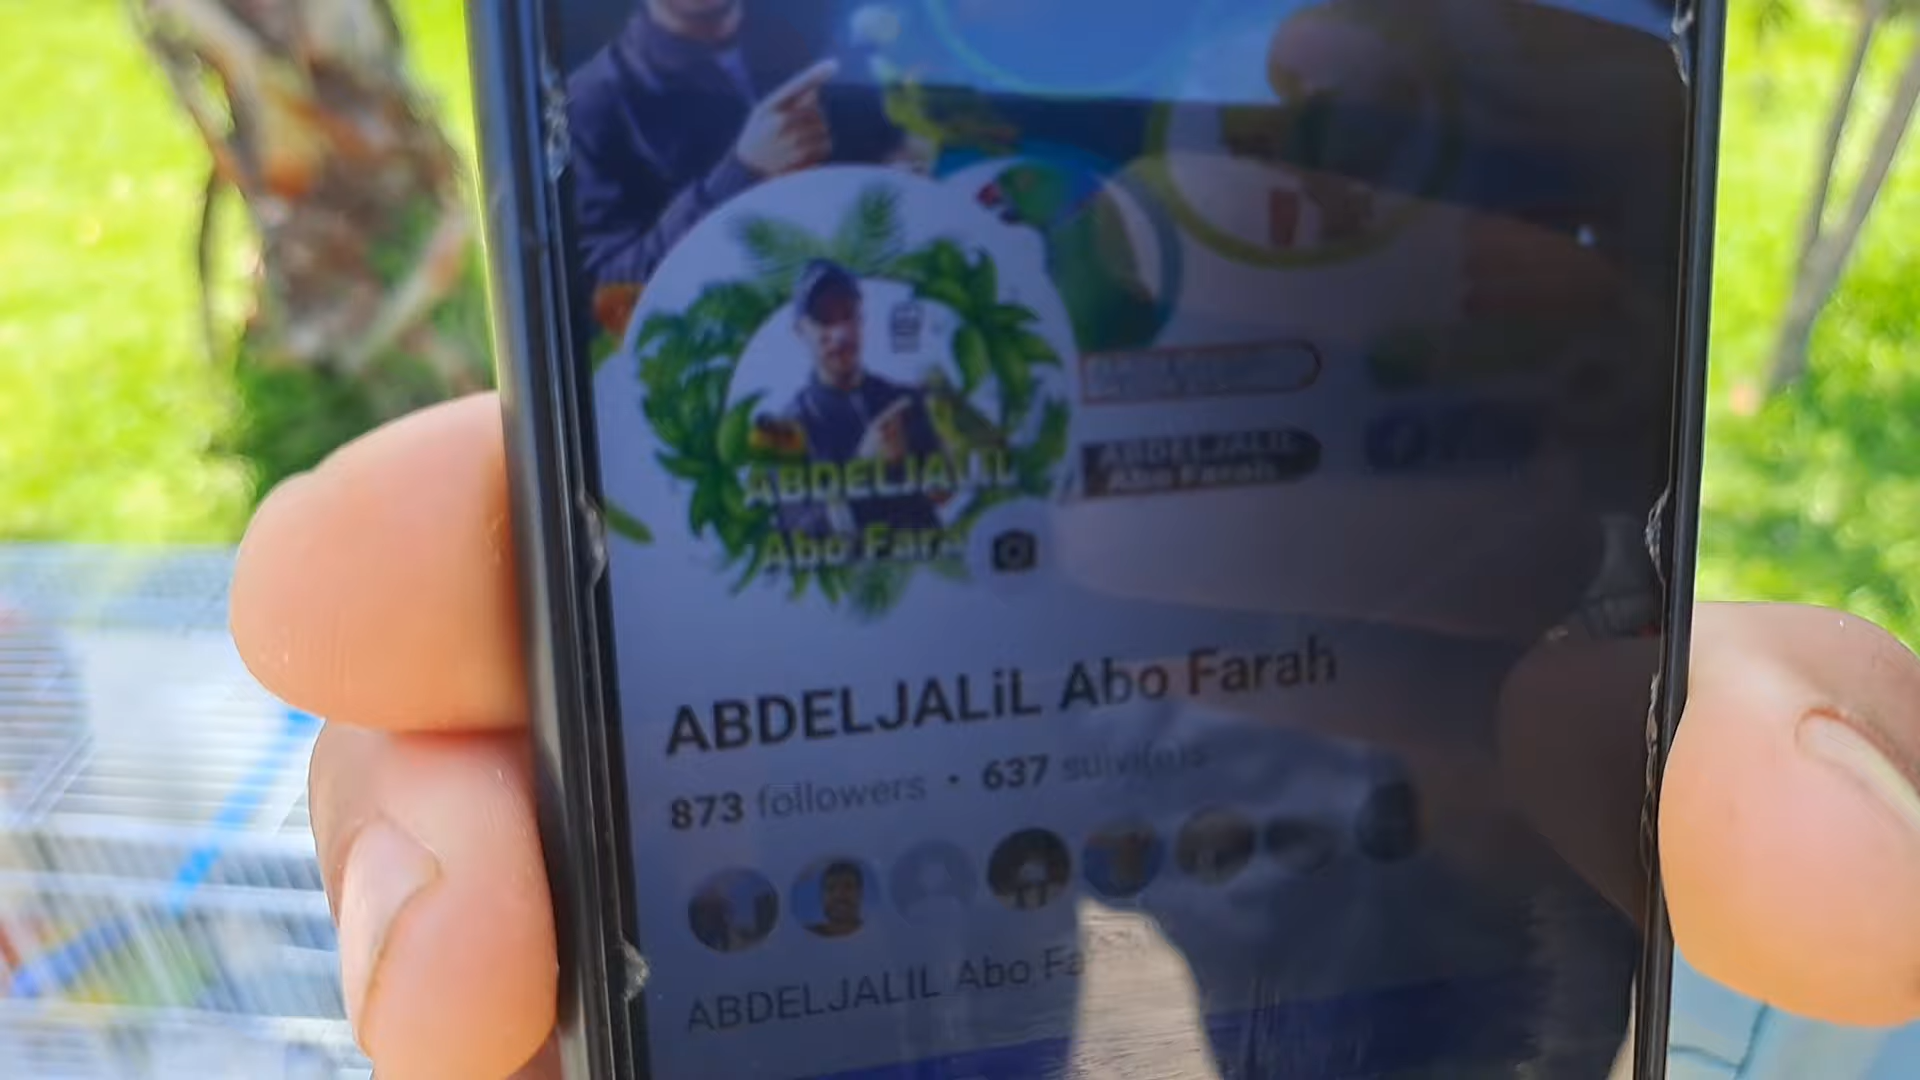 ABDELJALIL
Abo Farah
ABDELJALIL
Abo Far
ABDELJALiL Abo Farah
873 followers • 637 suivi(e)s
ABDELJALIL Abo Fa